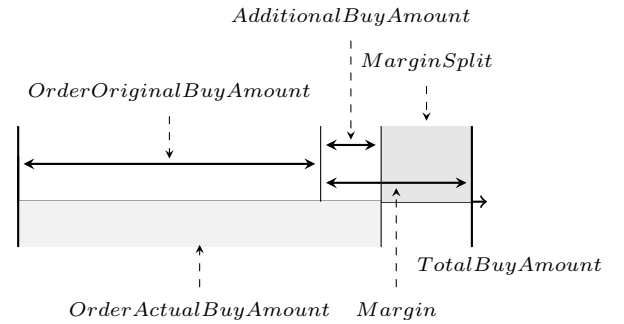 AdditionalBuyAmount
MarginSplit
OrderOriginalBuyAmount
TotalBuyAmount
OrderActualBuyAmount
Margin